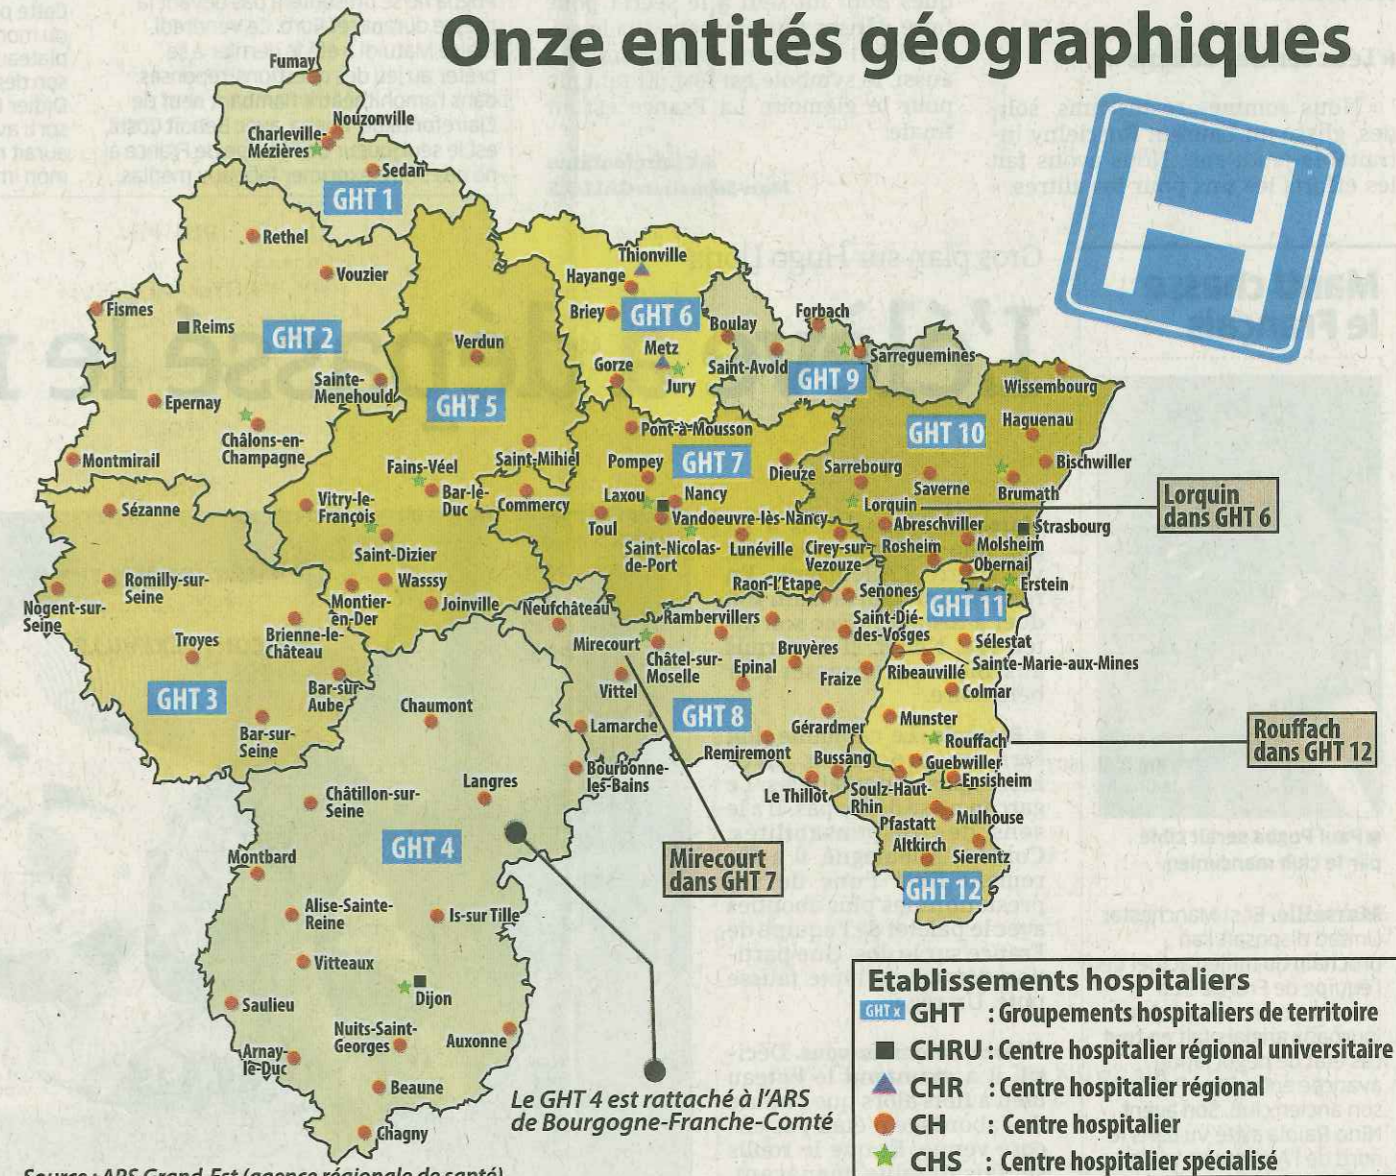 Onze entités géographiques
Fumay
Nouzonville
Charleville-
Mézières
Sedan
GHT 1
Rethel
Vouzier
Fismes
Reims
GHT 2
Sainte-
Menehould
Epernay
Châlons-en-
Champagne
Montmirail
Verdun
GHT 5
Fains-Véel
Saint-Mihiel
Vitry-le-
François
Bar-le-
Duc
Commercy
Saint-Dizier
Wasssy
Montier-
en-Der
Joinville
Thionville
Hayange
Briey
GHT 6
Metz
Gorze
Jury
Boulay
Forbach
Saint-Avold
Sarreguemines
GHT 9
Wissembourg
Haguenau
GHT 10
Bischwiller
Sarrebourg
Saverne
Brumath
Lorquin
Abreschviller
Strasbourg
Rosheim
Molsheim
Obernai
Erstein
Lorquin
dans GHT 6
Pont-à-Mousson
Pompey
GHT 7
Dieuze
Laxou
Nancy
Toul
Vandoeuvre-lès-Nancy
Saint-Nicolas-
de-Port
Lunéville
Cirey-sur-
Vezouze
Sézanne
Romilly-sur-
Seine
Nogent-sur-
Seine
Troyes
Brienne-le-
Château
GHT 3
Bar-sur-
Aube
Bar-sur-
Seine
Neufchâteau
Raon-l'Etape
Senones
Rambervillers
Saint-Dié-
des-Vosges
Mirecourt
Châtel-sur-
Moselle
Epinal
Bruyères
Fraize
Vittel
GHT 8
Lamarche
Gérardmer
Remiremont
Bussang
Le Thillot
Bourbonne-
les-Bains
Mirecourt
dans GHT 7
GHT 11
Sélestat
Sainte-Marie-aux-Mines
Ribeauvillé
Colmar
Munster
Rouffach
Guebwiller
Ensisheim
Rouffach
dans GHT 12
Soulz-Haut-
Rhin
Pfastatt
Mulhouse
Altkirch
Sierentz
GHT 12
Chaumont
Langres
Châtillon-sur-
Seine
GHT 4
Montbard
Alise-Sainte-
Reine
Is-sur Tille
Vitteaux
Dijon
Saulieu
Nuits-Saint-
Georges
Auxonne
Arnay-
le-Duc
Beaune
Chagny
Le GHT 4 est rattaché à l'ARS
de Bourgogne-Franche-Comté
Etablissements hospitaliers
GHT x GHT : Groupements hospitaliers de territoire
CHRU : Centre hospitalier régional universitaire
CHR : Centre hospitalier régional
CH : Centre hospitalier
CHS : Centre hospitalier spécialisé
Source : ARS Grand-Est (agence régionale de santé)